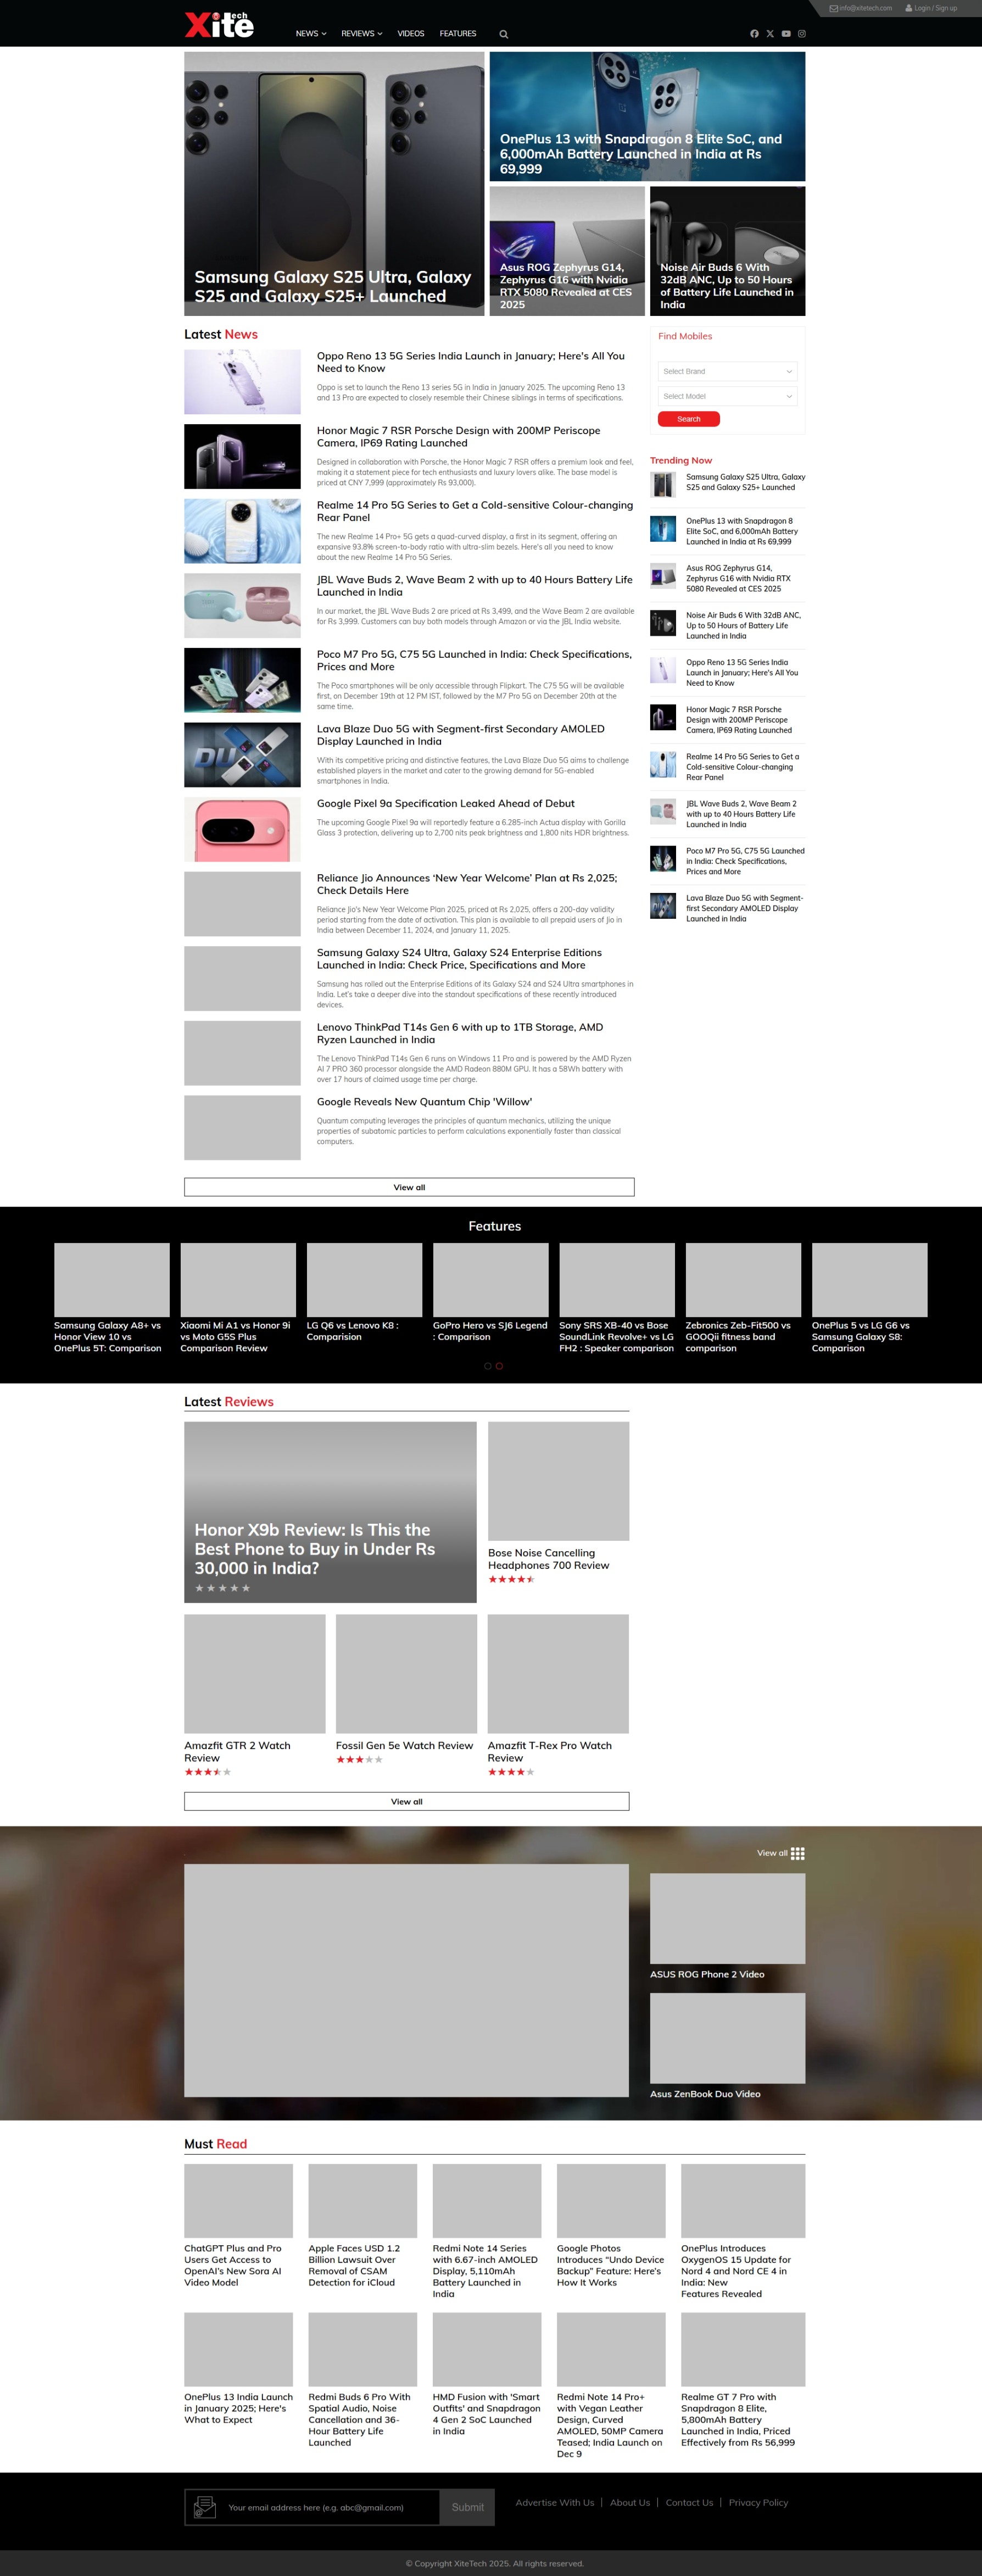 info@xitetech.com
Login / Sign up
Xite
tech
NEWS
REVIEWS
VIDEOS
FEATURES
Samsung Galaxy S25 Ultra, Galaxy
S25 and Galaxy S25+ Launched
OnePlus 13 with Snapdragon 8 Elite SoC, and
6,000mAh Battery Launched in India at Rs
69,999
Asus ROG Zephyrus G14,
Zephyrus G16 with Nvidia
RTX 5080 Revealed at CES
2025
Noise Air Buds 6 With
32dB ANC, Up to 50 Hours
of Battery Life Launched in
India
Latest News
Oppo Reno 13 5G Series India Launch in January; Here's All You
Need to Know
Oppo is set to launch the Reno 13 series 5G in India in January 2025. The upcoming Reno 13
and 13 Pro are expected to closely resemble their Chinese siblings in terms of specifications.
Honor Magic 7 RSR Porsche Design with 200MP Periscope
Camera, IP69 Rating Launched
Designed in collaboration with Porsche, the Honor Magic 7 RSR offers a premium look and feel,
making it a statement piece for tech enthusiasts and luxury lovers alike. The base model is
priced at CNY 7,999 (approximately Rs 93,000).
Realme 14 Pro 5G Series to Get a Cold-sensitive Colour-changing
Rear Panel
The new Realme 14 Pro+ 5G gets a quad-curved display, a first in its segment, offering an
expansive 93.8% screen-to-body ratio with ultra-slim bezels. Here's all you need to know
about the new Realme 14 Pro 5G Series.
JBL Wave Buds 2, Wave Beam 2 with up to 40 Hours Battery Life
Launched in India
In our market, the JBL Wave Buds 2 are priced at Rs 3,499, and the Wave Beam 2 are available
for Rs 3,999. Customers can buy both models through Amazon or via the JBL India website.
Poco M7 Pro 5G, C75 5G Launched in India: Check Specifications,
Prices and More
The Poco smartphones will be only accessible through Flipkart. The C75 5G will be available
first, on December 19th at 12 PM IST, followed by the M7 Pro 5G on December 20th at the
same time.
DU
Lava Blaze Duo 5G with Segment-first Secondary AMOLED
Display Launched in India
With its competitive pricing and distinctive features, the Lava Blaze Duo 5G aims to challenge
established players in the market and cater to the growing demand for 5G-enabled
smartphones in India.
Google Pixel 9a Specification Leaked Ahead of Debut
The upcoming Google Pixel 9a will reportedly feature a 6.285-inch Actua display with Gorilla
Glass 3 protection, delivering up to 2,700 nits peak brightness and 1,800 nits HDR brightness.
Reliance Jio Announces ‘New Year Welcome’ Plan at Rs 2,025;
Check Details Here
Reliance Jio's New Year Welcome Plan 2025, priced at Rs 2,025, offers a 200-day validity
period starting from the date of activation. This plan is available to all prepaid users of Jio in
India between December 11, 2024, and January 11, 2025.
Samsung Galaxy S24 Ultra, Galaxy S24 Enterprise Editions
Launched in India: Check Price, Specifications and More
Samsung has rolled out the Enterprise Editions of its Galaxy S24 and S24 Ultra smartphones in
India. Let's take a deeper dive into the standout specifications of these recently introduced
devices.
Lenovo ThinkPad T14s Gen 6 with up to 1TB Storage, AMD
Ryzen Launched in India
The Lenovo ThinkPad T14s Gen 6 runs on Windows 11 Pro and is powered by the AMD Ryzen
AI 7 PRO 360 processor alongside the AMD Radeon 880M GPU. It has a 58Wh battery with
over 17 hours of claimed usage time per charge.
Google Reveals New Quantum Chip 'Willow'
Quantum computing leverages the principles of quantum mechanics, utilizing the unique
properties of subatomic particles to perform calculations exponentially faster than classical
computers.
View all
Find Mobiles
Select Brand
Select Model
Search
Trending Now
Samsung Galaxy S25 Ultra, Galaxy
S25 and Galaxy S25+ Launched
OnePlus 13 with Snapdragon 8
Elite SoC, and 6,000mAh Battery
Launched in India at Rs 69,999
Asus ROG Zephyrus G14,
Zephyrus G16 with Nvidia RTX
5080 Revealed at CES 2025
Noise Air Buds 6 With 32dB ANC,
Up to 50 Hours of Battery Life
Launched in India
Oppo Reno 13 5G Series India
Launch in January; Here's All You
Need to Know
Honor Magic 7 RSR Porsche
Design with 200MP Periscope
Camera, IP69 Rating Launched
Realme 14 Pro 5G Series to Get a
Cold-sensitive Colour-changing
Rear Panel
JBL Wave Buds 2, Wave Beam 2
with up to 40 Hours Battery Life
Launched in India
Poco M7 Pro 5G, C75 5G Launched
in India: Check Specifications,
Prices and More
Lava Blaze Duo 5G with Segment-
first Secondary AMOLED Display
Launched in India
Features
Samsung Galaxy A8+ vs
Honor View 10 vs
OnePlus 5T: Comparison
Xiaomi Mi A1 vs Honor 9i
vs Moto G5S Plus
Comparison Review
LG Q6 vs Lenovo K8 :
Comparision
GoPro Hero vs SJ6 Legend
: Comparison
Sony SRS XB-40 vs Bose
SoundLink Revolve+ vs LG
FH2 : Speaker comparison
Zebronics Zeb-Fit500 vs
GOOQii fitness band
comparison
OnePlus 5 vs LG G6 vs
Samsung Galaxy S8:
Comparison
Latest Reviews
Honor X9b Review: Is This the
Best Phone to Buy in Under Rs
30,000 in India?
Bose Noise Cancelling
Headphones 700 Review
Amazfit GTR 2 Watch
Review
Fossil Gen 5e Watch Review
Amazfit T-Rex Pro Watch
Review
View all
View all
ASUS ROG Phone 2 Video
Asus ZenBook Duo Video
Must Read
ChatGPT Plus and Pro
Users Get Access to
OpenAI's New Sora AI
Video Model
Apple Faces USD 1.2
Billion Lawsuit Over
Removal of CSAM
Detection for iCloud
Redmi Note 14 Series
with 6.67-inch AMOLED
Display, 5,110mAh
Battery Launched in
India
Google Photos
Introduces “Undo Device
Backup” Feature: Here's
How It Works
OnePlus Introduces
OxygenOS 15 Update for
Nord 4 and Nord CE 4 in
India: New
Features Revealed
OnePlus 13 India Launch
in January 2025; Here's
What to Expect
Redmi Buds 6 Pro With
Spatial Audio, Noise
Cancellation and 36-
Hour Battery Life
Launched
HMD Fusion with 'Smart
Outfits' and Snapdragon
4 Gen 2 SoC Launched
in India
Redmi Note 14 Pro+
with Vegan Leather
Design, Curved
AMOLED, 50MP Camera
Teased; India Launch on
Dec 9
Realme GT 7 Pro with
Snapdragon 8 Elite,
5,800mAh Battery
Launched in India, Priced
Effectively from Rs 56,999
Your email address here (e.g. abc@gmail.com)
Submit
Advertise With Us | About Us | Contact Us | Privacy Policy
© Copyright XiteTech 2025. All rights reserved.